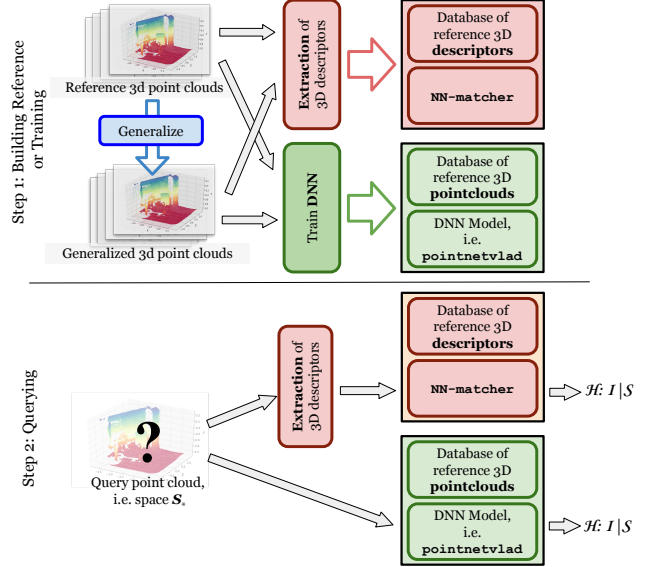 Step 1: Building Reference
or Training
Reference 3d point clouds
Generalize
Generalized 3d point clouds
Extraction of
3D descriptors
Train DNN
Database of
reference 3D
descriptors
NN-matcher
Database of
reference 3D
pointclouds
DNN Model,
i.e.
pointnetvlad
Step 2: Querying
?
Query point cloud,
i.e. space S*
Extraction of
3D descriptors
Database of
reference 3D
descriptors
NN-matcher
ℋ: I|S
Database of
reference 3D
pointclouds
DNN Model,
i.e.
pointnetvlad
ℋ: I|S